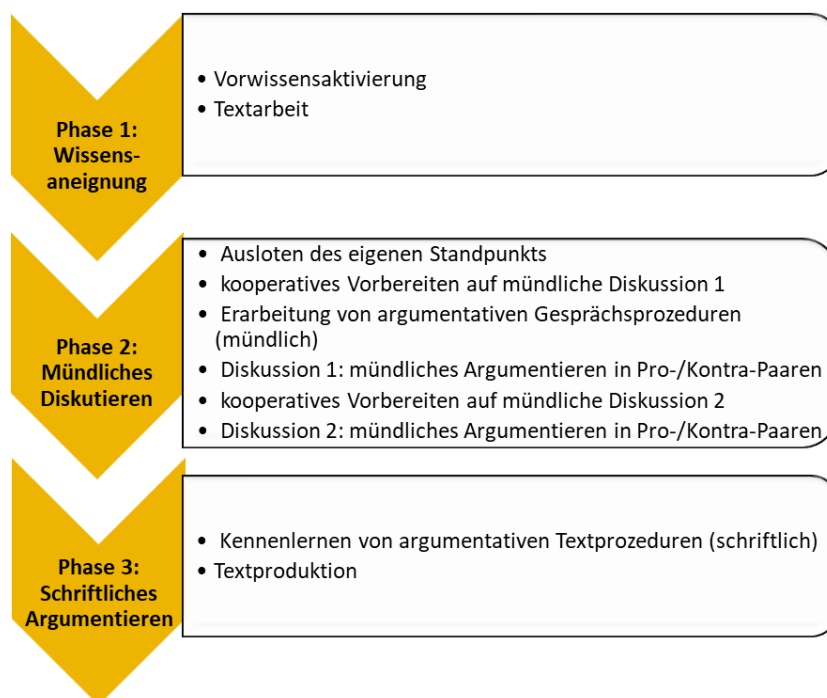 Phase 1:
Wissens-
aneignung
• Vorwissensaktivierung
• Textarbeit
Phase 2:
Mündliches
Diskutieren
• Ausloten des eigenen Standpunkts
• kooperatives Vorbereiten auf mündliche Diskussion 1
• Erarbeitung von argumentativen Gesprächsprozeduren
(mündlich)
• Diskussion 1: mündliches Argumentieren in Pro-/Kontra-Paaren
• kooperatives Vorbereiten auf mündliche Diskussion 2
• Diskussion 2: mündliches Argumentieren in Pro-/Kontra-Paaren
Phase 3:
Schriftliches
Argumentieren
• Kennenlernen von argumentativen Textprozeduren (schriftlich)
• Textproduktion